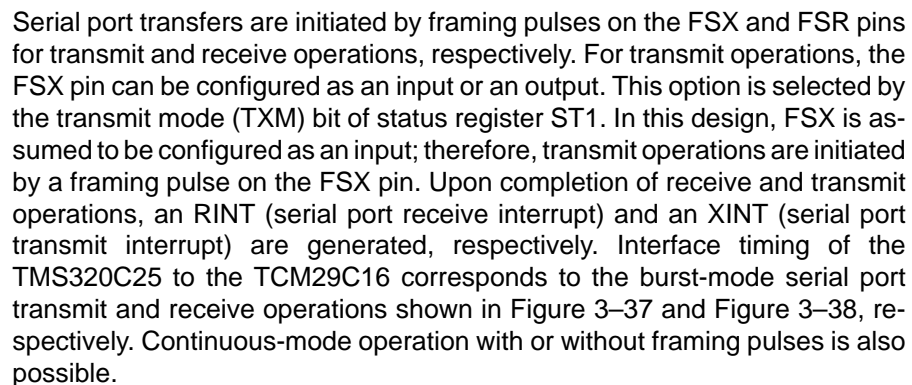 Serial port transfers are initiated by framing pulses on the FSX and FSR pins
for transmit and receive operations, respectively. For transmit operations, the
FSX pin can be configured as an input or an output. This option is selected by
the transmit mode (TXM) bit of status register ST1. In this design, FSX is as-
sumed to be configured as an input; therefore, transmit operations are initiated
by a framing pulse on the FSX pin. Upon completion of receive and transmit
operations, an RINT (serial port receive interrupt) and an XINT (serial port
transmit interrupt) are generated, respectively. Interface timing of the
TMS320C25 to the TCM29C16 corresponds to the burst-mode serial port
transmit and receive operations shown in Figure 3–37 and Figure 3–38, re-
spectively. Continuous-mode operation with or without framing pulses is also
possible.